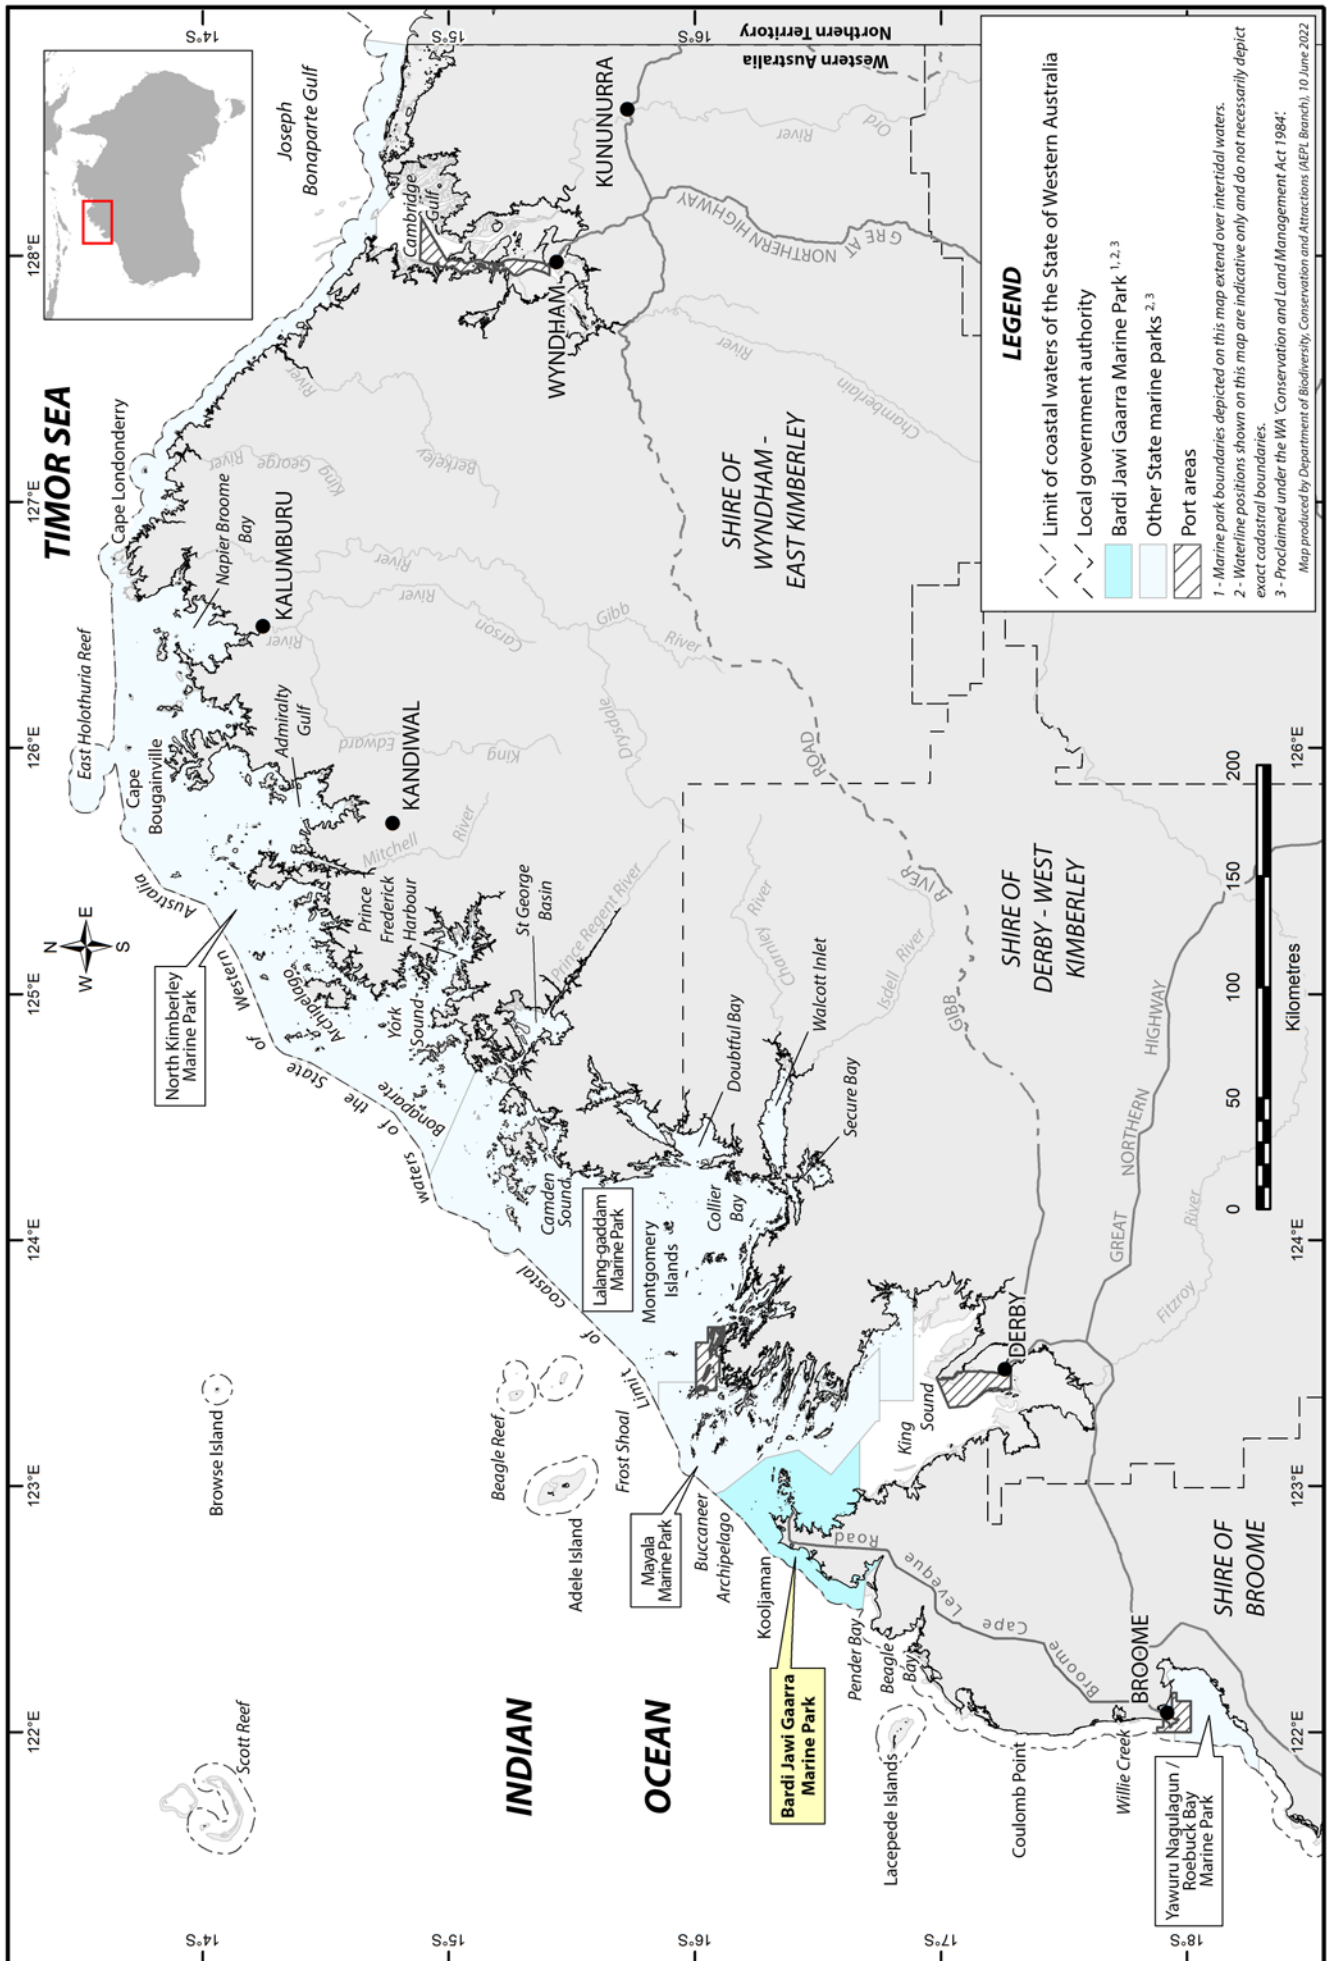 122°E
123°E
124°E
125°E
126°E
127°E
128°E
14°S
14°S
15°S
15°S
16°S
16°S
17°S
18°S
122°E
123°E
124°E
126°E
TIMOR SEA
INDIAN
OCEAN
N
W
E
S
Scott Reef
Browse Island
East Holothuria Reef
Cape
Bougainville
Cape Londonderry
Napier Broome
Bay
KALUMBURU
Joseph
Bonaparte Gulf
Cambridge
Gulf
WYNDHAM
KUNUNURRA
Western Australia
Northern Territory
Admiralty
Gulf
KANDIWAL
North Kimberley
Marine Park
Limit of coastal waters of the State of Western Australia
Bonaparte
Archipelago
York
Sound
Prince
Frederick
Harbour
St George
Basin
Prince Regent River
Mitchell
River
King
Edward
River
Carson
River
Drysdale
River
King
George
River
Berkeley
River
Gibb
River
Chamberlain
River
Ord
River
GREAT
NORTHERN HIGHWAY
Beagle Reef
Adele Island
Frost Shoal
Camden
Sound
Lalang-gaddam
Marine Park
Montgomery
Islands
Collier
Bay
Doubtful Bay
Walcott Inlet
Secure Bay
Charnley River
Isdell River
GIBB
RIVER
ROAD
SHIRE OF
WYNDHAM -
EAST KIMBERLEY
SHIRE OF
DERBY - WEST
KIMBERLEY
Mayala
Marine Park
Buccaneer
Archipelago
Kooljaman
Bardi Jawi Gaarra
Marine Park
Pender Bay
Beagle
Bay
Lacepede Islands
Coulomb Point
Willie Creek
Broome
Cape
Leveque
Road
King
Sound
DERBY
BROOME
SHIRE OF
BROOME
Yawuru Nagulagun /
Roebuck Bay
Marine Park
GREAT
NORTHERN
HIGHWAY
Fitzroy
River
0
50
100
150
200
Kilometres
LEGEND
Limit of coastal waters of the State of Western Australia
Local government authority
Bardi Jawi Gaarra Marine Park 1, 2, 3
Other State marine parks 2, 3
Port areas
1 - Marine park boundaries depicted on this map extend over intertidal waters.
2 - Waterline positions shown on this map are indicative only and do not necessarily depict
exact cadastral boundaries.
3 - Proclaimed under the WA 'Conservation and Land Management Act 1984'.
Map produced by Department of Biodiversity, Conservation and Attractions (AEPL Branch), 10 June 2022